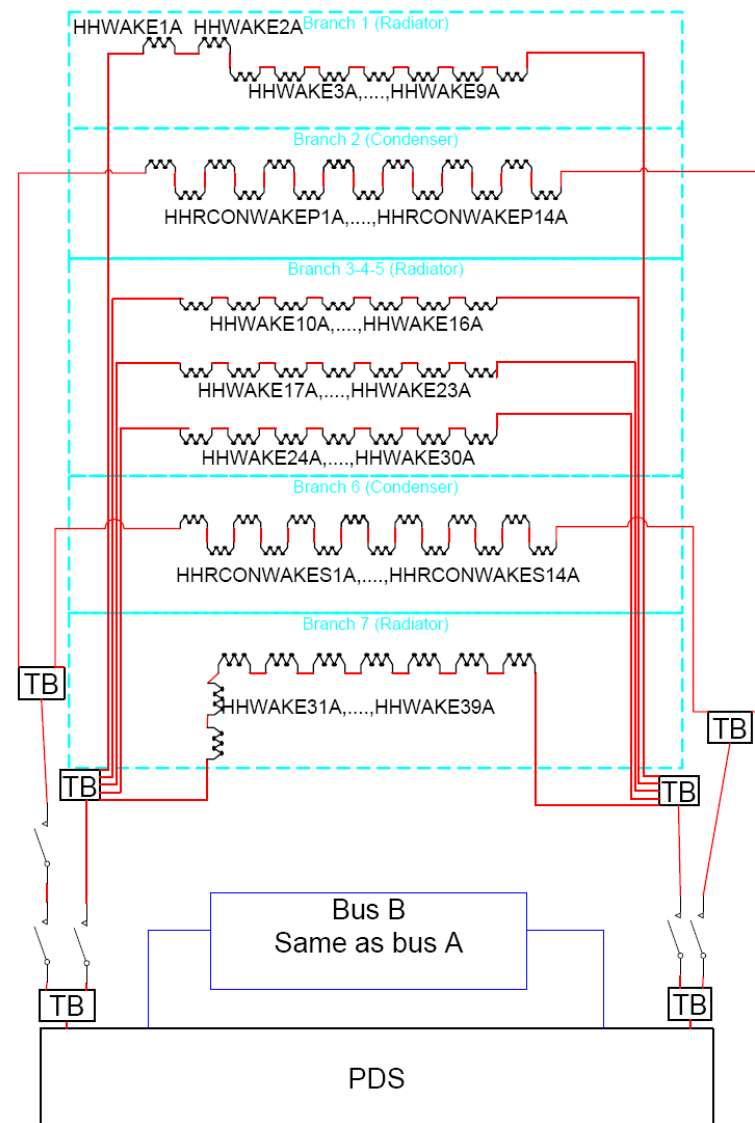 HHWAKE1A HHWAKE2A Branch 1 (Radiator)
HHWAKE3A,....,HHWAKE9A
Branch 2 (Condenser)
HHRCONWAKEP1A,....,HHRCONWAKEP14A
Branch 3-4-5 (Radiator)
HHWAKE10A,....,HHWAKE16A
HHWAKE17A,....,HHWAKE23A
HHWAKE24A,....,HHWAKE30A
Branch 6 (Condenser)
HHRCONWAKES1A,....,HHRCONWAKES14A
Branch 7 (Radiator)
TB
HHWAKE31A,....,HHWAKE39A
TB
TB
TB
Bus B
Same as bus A
TB
TB
PDS